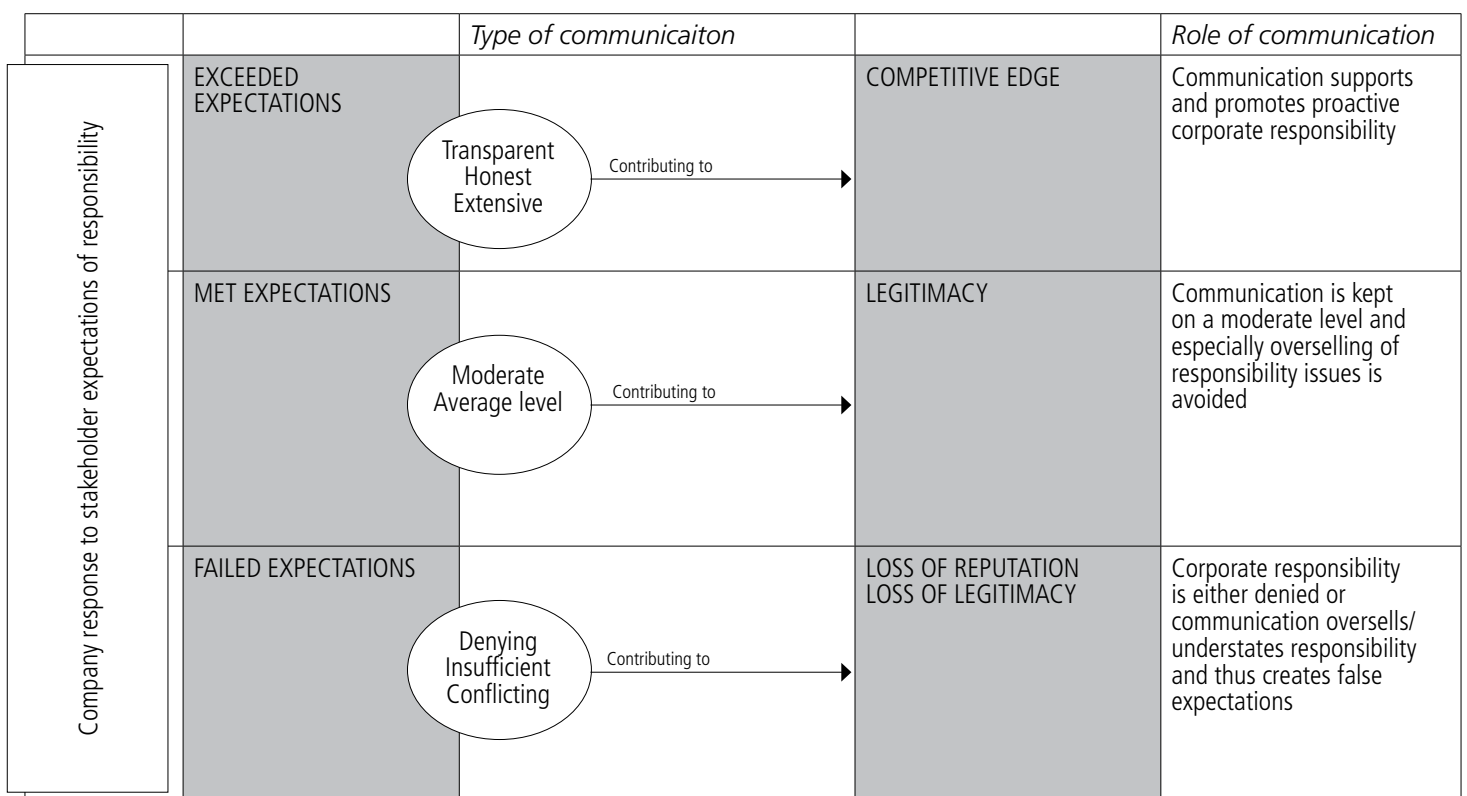 Type of communicaiton
Role of communication
Company response to stakeholder expectations of responsibility
EXCEEDED
EXPECTATIONS
Transparent
Honest
Extensive
Contributing to
COMPETITIVE EDGE
Communication supports
and promotes proactive
corporate responsibility
MET EXPECTATIONS
Moderate
Average level
Contributing to
LEGITIMACY
Communication is kept
on a moderate level and
especially overselling of
responsibility issues is
avoided
FAILED EXPECTATIONS
Denying
Insufficient
Conflicting
Contributing to
LOSS OF REPUTATION
LOSS OF LEGITIMACY
Corporate responsibility
is either denied or
communication oversells/
understates responsibility
and thus creates false
expectations